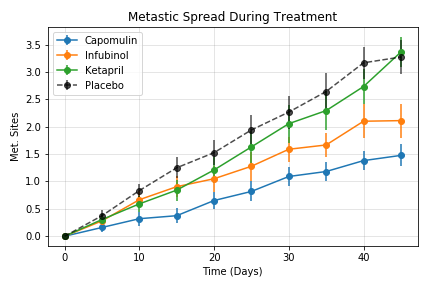 Metastic Spread During Treatment
Capomulin
Infubinol
Ketapril
Placebo
3.5
3.0
2.5
2.0
1.5
1.0
0.5
0.0
Met. Sites
0
10
20
30
40
Time (Days)